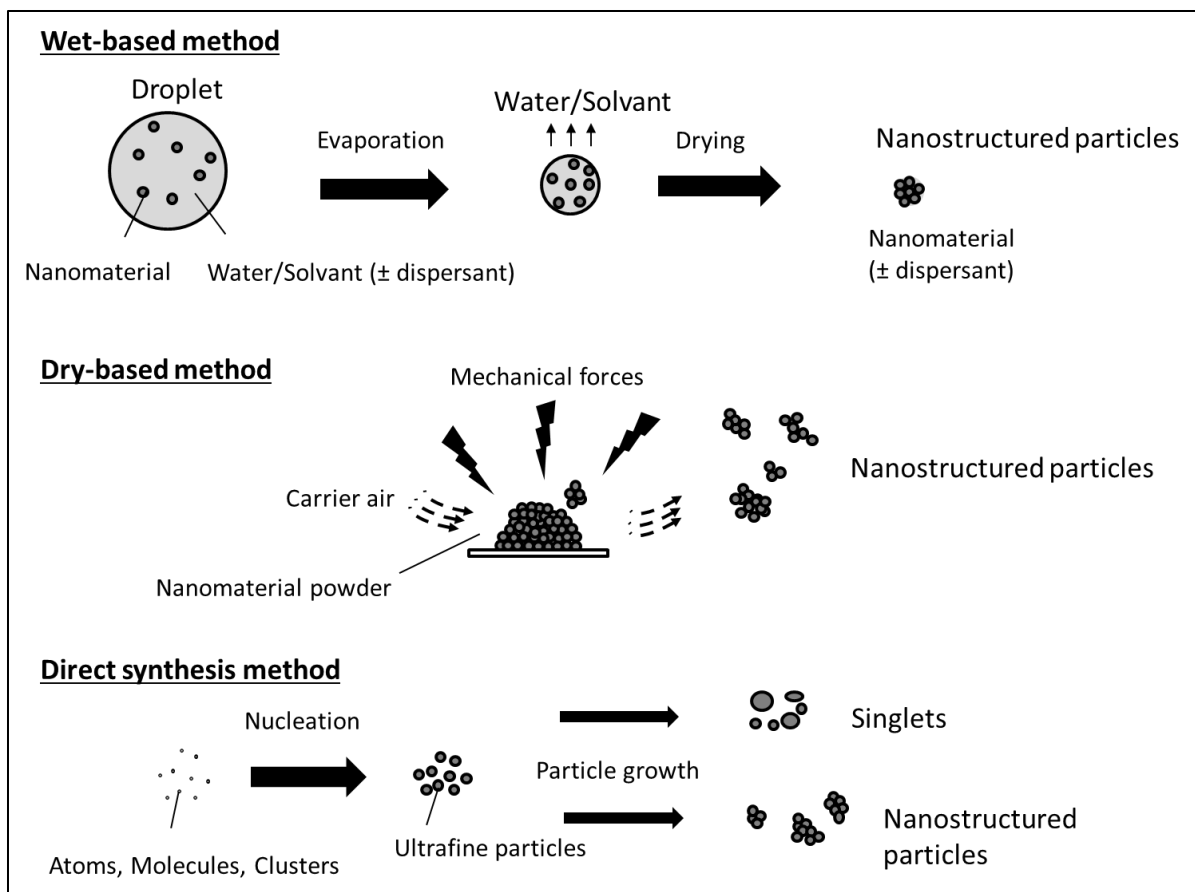 Wet-based method
Droplet
Water/Solvant
Evaporation
Drying
Nanostructured particles
Nanomaterial
Water/Solvant (± dispersant)
Nanomaterial
(± dispersant)
Dry-based method
Mechanical forces
Carrier air
Nanostructured particles
Nanomaterial powder
Direct synthesis method
Nucleation
Singlets
Particle growth
Ultrafine particles
Nanostructured
particles
Atoms, Molecules, Clusters